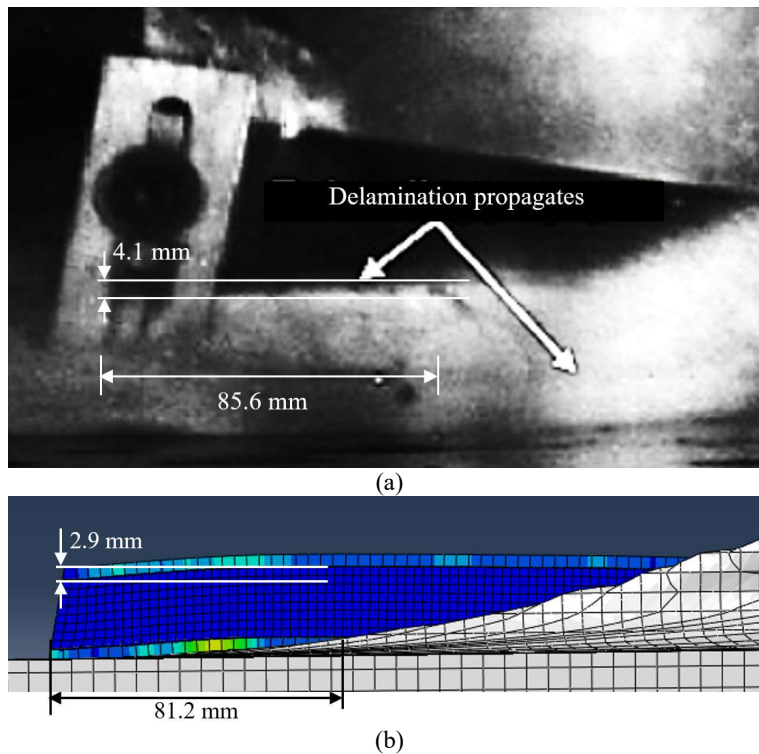 Delamination propagates
4.1 mm
85.6 mm
(a)
2.9 mm
81.2 mm
(b)